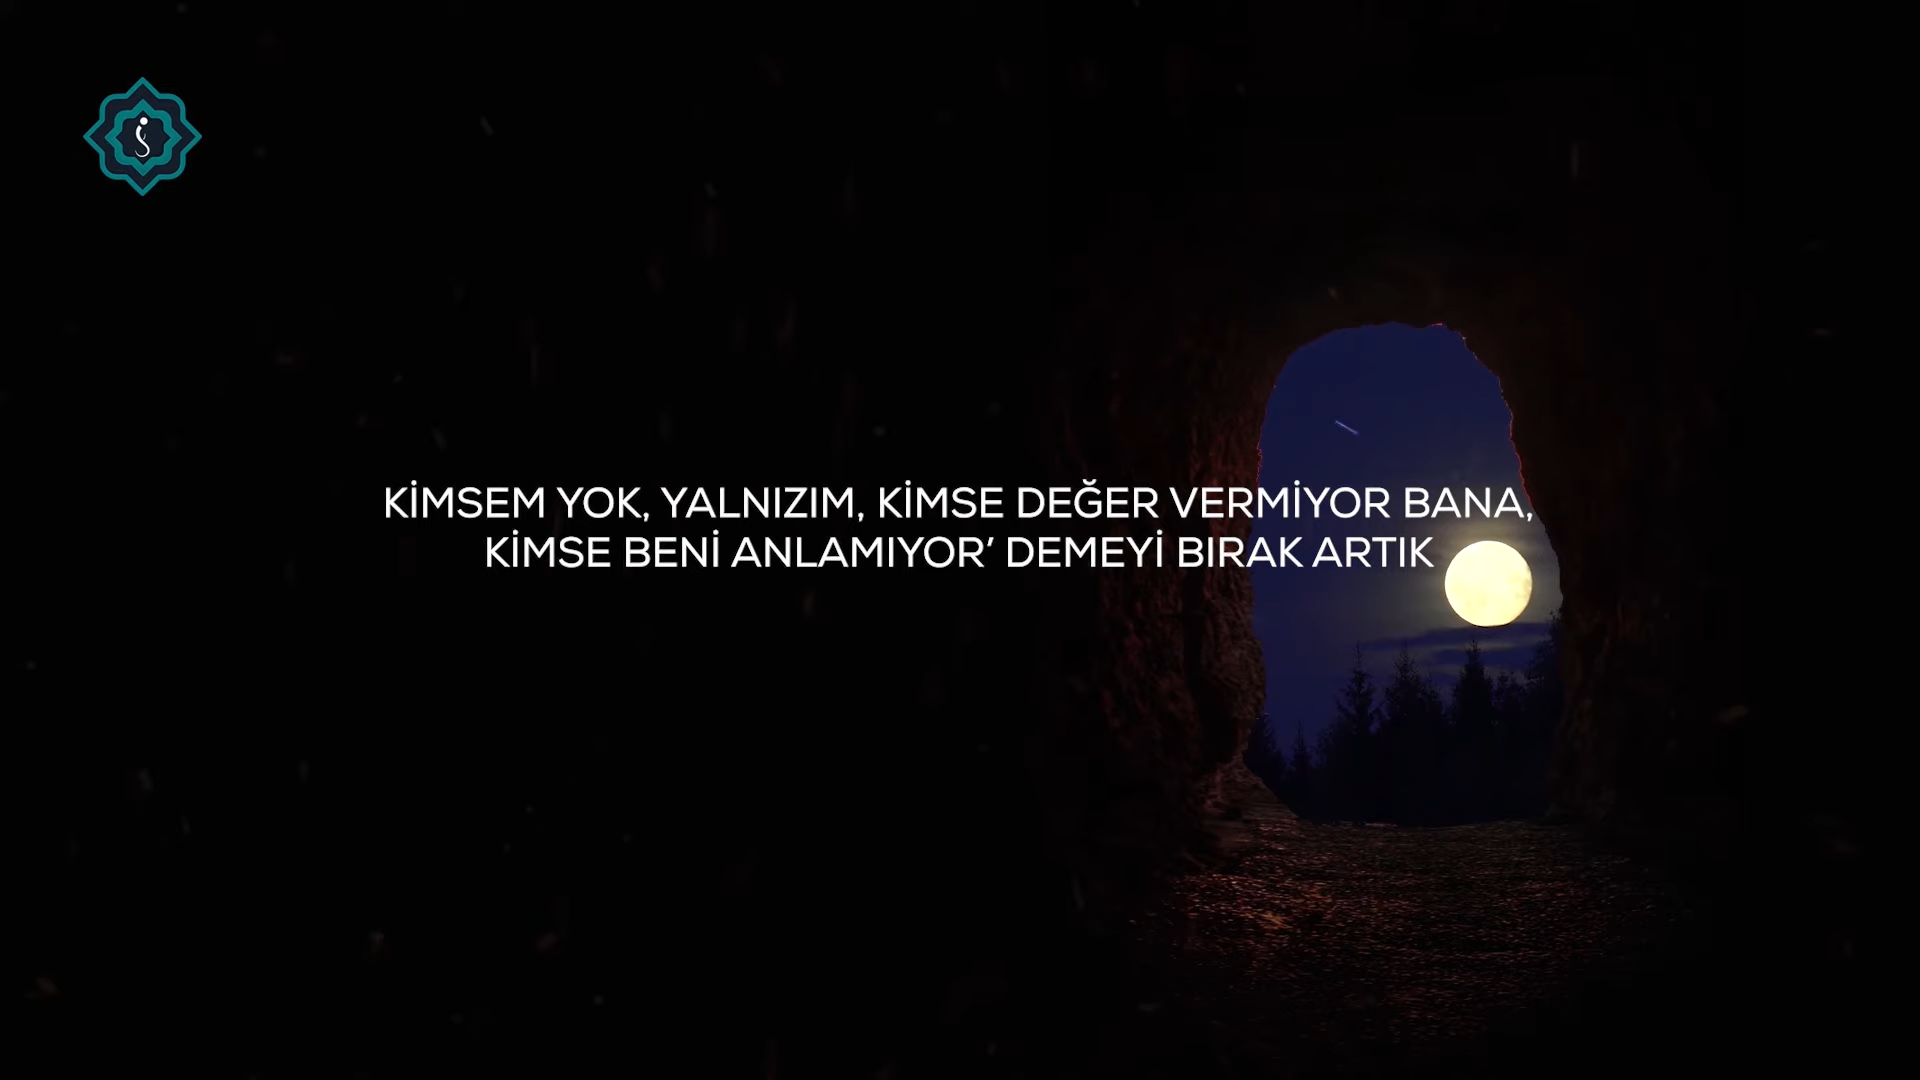 KİMSEM YOK, YALNIZIM, KİMSE DEĞER VERMİYOR BANA,
KİMSE BENİ ANLAMIYOR’ DEMEYİ BIRAK ARTIK